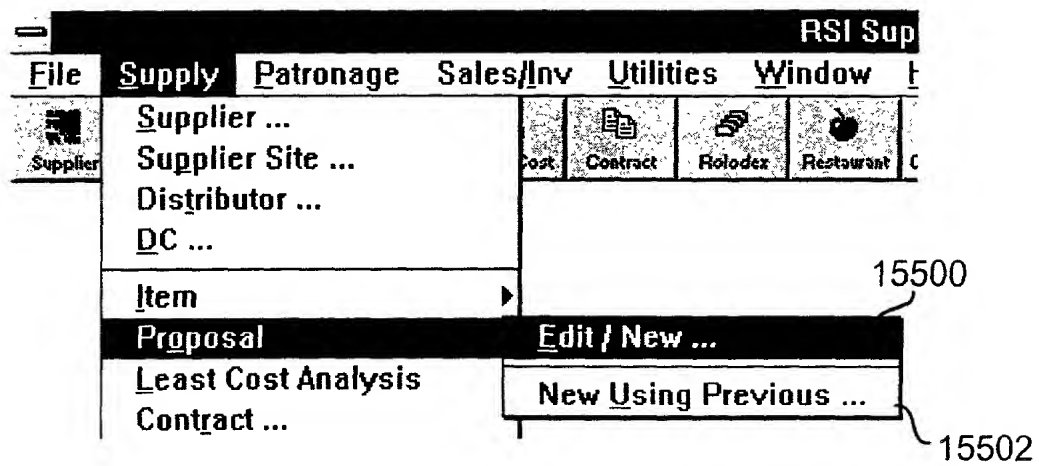 RSI Sup
File Supply Patronage Sales/Inv Utilities Window
Supplier ...
Supplier Cost Contract Rolodex Restaurant
Supplier Site ...
Distributor ...
DC ...
15500
Item
Proposal Edit / New ...
Least Cost Analysis
New Using Previous ...
Contract ...
15502